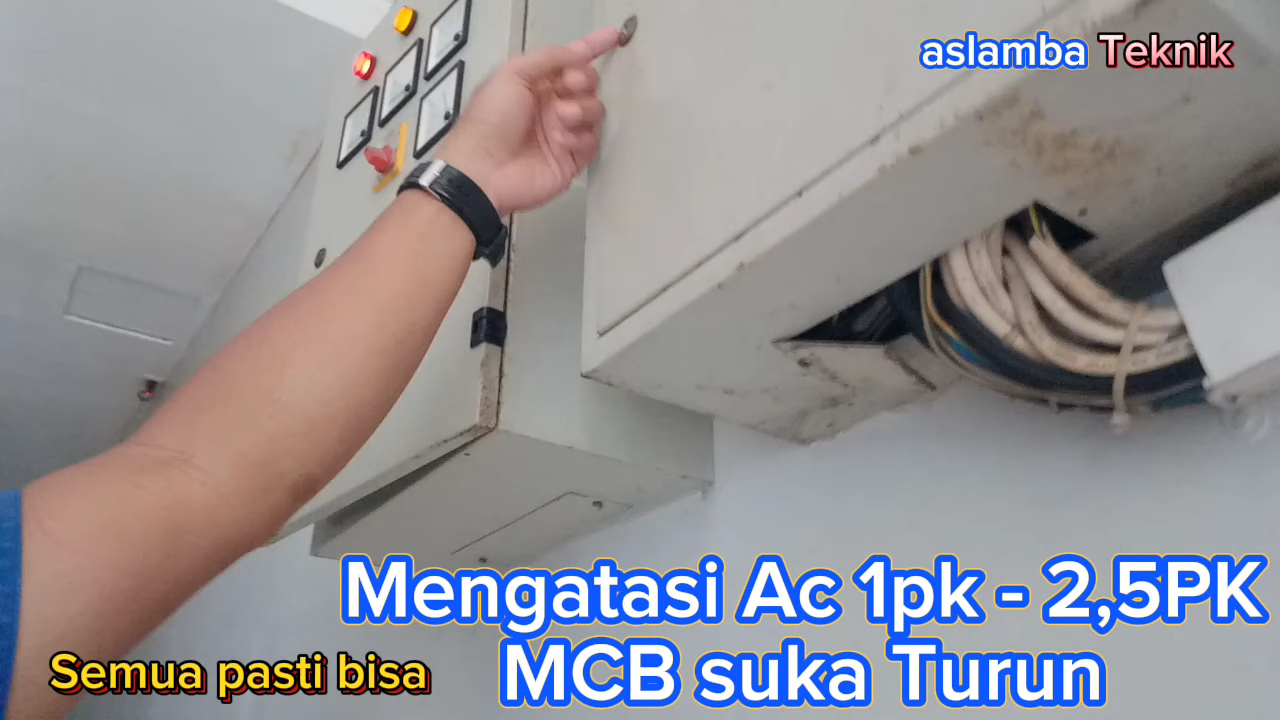 aslamba Teknik
Mengatasi Ac 1pk - 2,5PK
MCB suka Turun
Semua pasti bisa